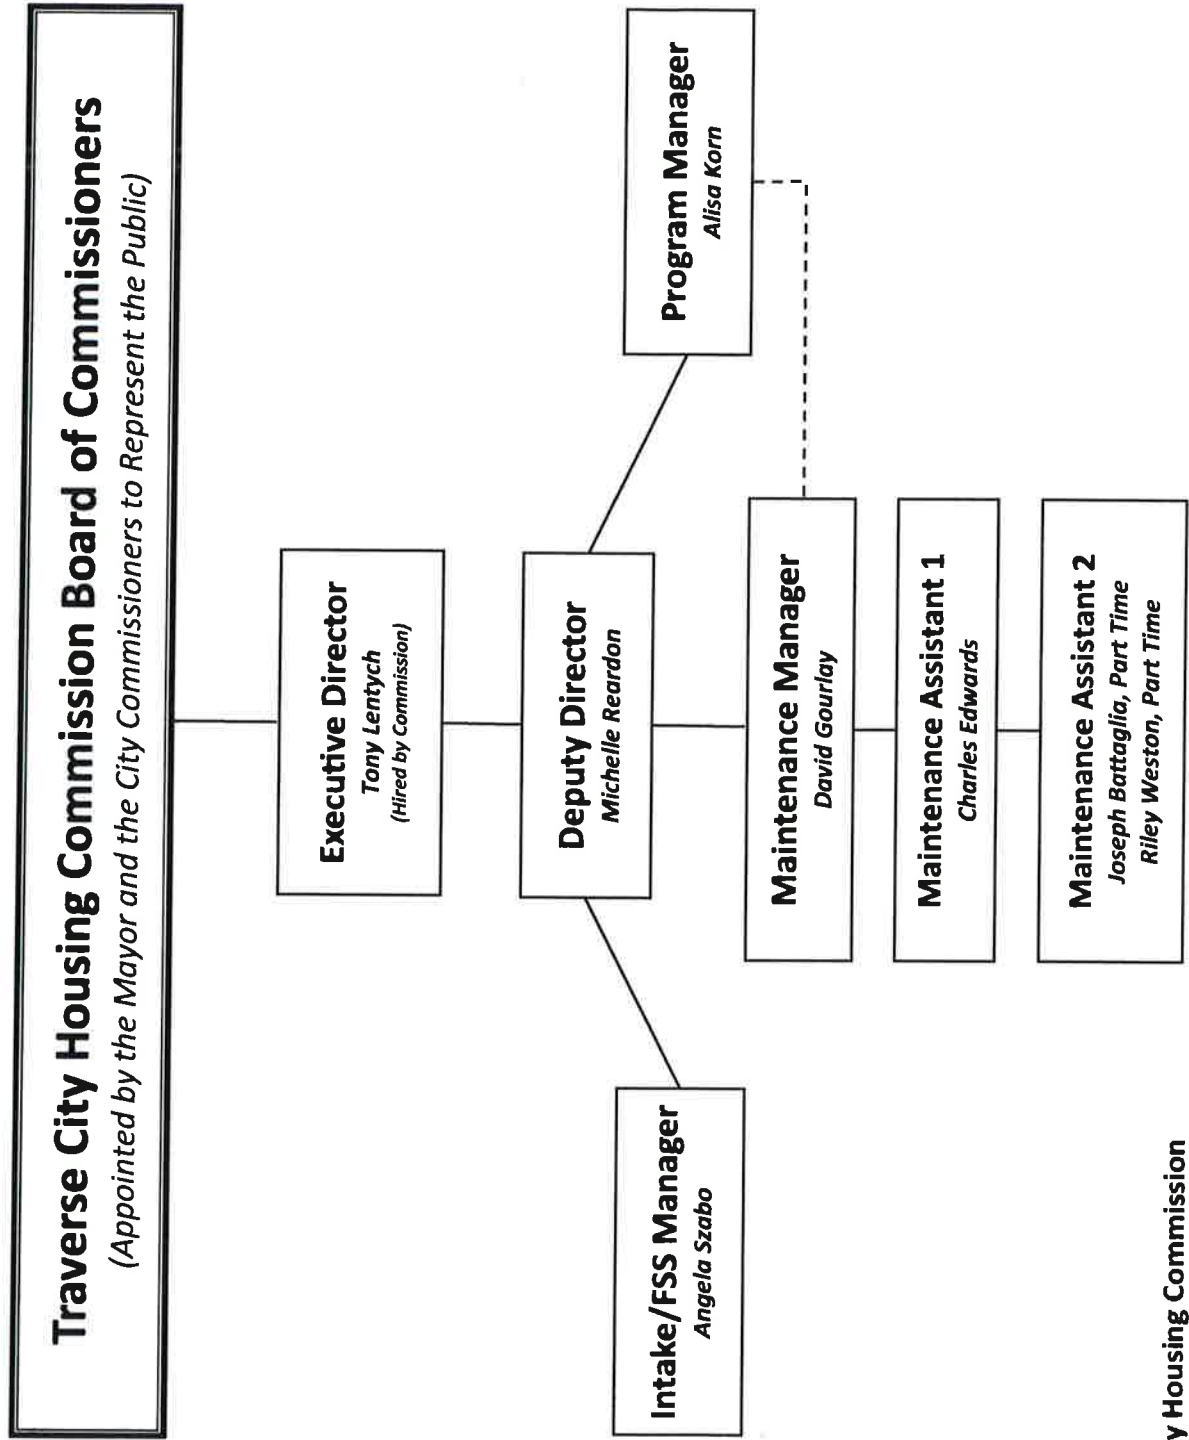 Traverse City Housing Commission Board of Commissioners
(Appointed by the Mayor and the City Commissioners to Represent the Public)
Executive Director
Tony Lentych
(Hired by Commission)
Deputy Director
Michelle Reardon
Intake/FSS Manager
Angela Szabo
Program Manager
Alisa Korn
Maintenance Manager
David Gourlay
Maintenance Assistant 1
Charles Edwards
Maintenance Assistant 2
Joseph Battaglia, Part Time
Riley Weston, Part Time
y Housing Commission